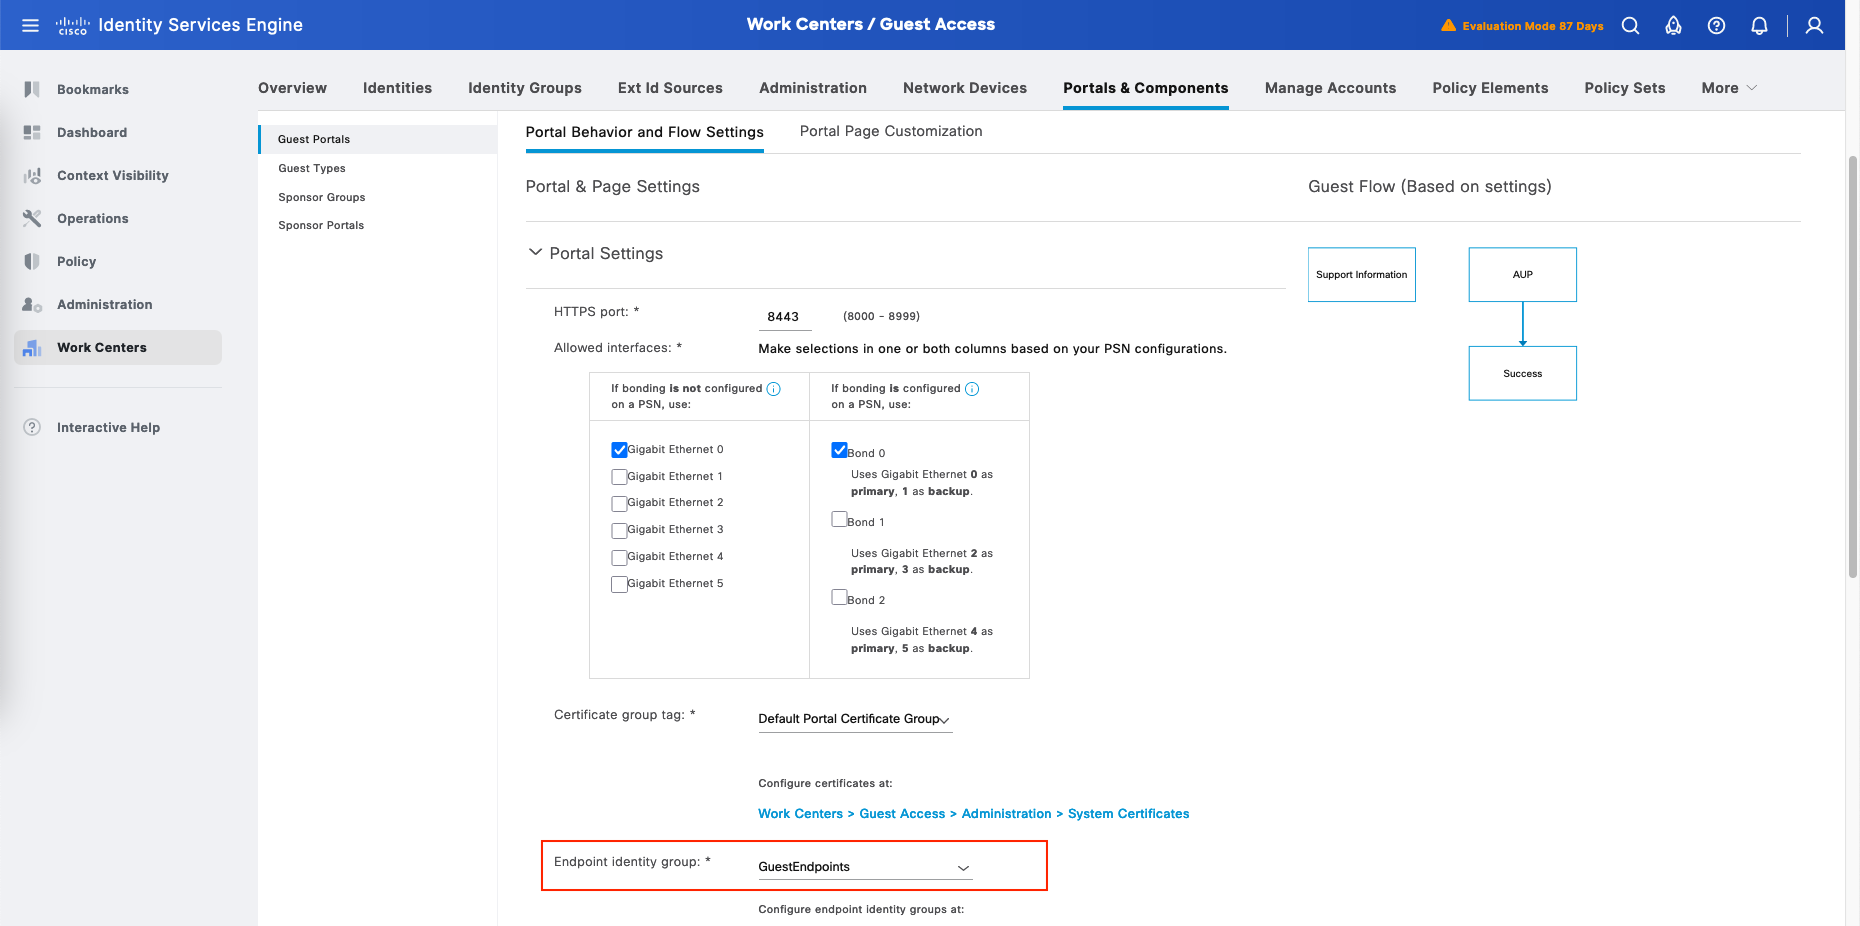 cisco Identity Services Engine
Work Centers / Guest Access
Evaluation Mode 87 Days
Bookmarks
Dashboard
Context Visibility
Operations
Policy
Administration
Work Centers
Interactive Help
Overview Identities Identity Groups Ext Id Sources Administration Network Devices Portals & Components Manage Accounts Policy Elements Policy Sets More
Guest Portals
Guest Types
Sponsor Groups
Sponsor Portals
Portal Behavior and Flow Settings Portal Page Customization
Portal & Page Settings
Portal Settings
HTTPS port: * 8443 (8000 - 8999)
Allowed interfaces: * Make selections in one or both columns based on your PSN configurations.
If bonding is not configured
on a PSN, use:
Gigabit Ethernet 0
Gigabit Ethernet 1
Gigabit Ethernet 2
Gigabit Ethernet 3
Gigabit Ethernet 4
Gigabit Ethernet 5
If bonding is configured
on a PSN, use:
Bond 0
Uses Gigabit Ethernet 0 as
primary, 1 as backup.
Bond 1
Uses Gigabit Ethernet 2 as
primary, 3 as backup.
Bond 2
Uses Gigabit Ethernet 4 as
primary, 5 as backup.
Certificate group tag: * Default Portal Certificate Group
Configure certificates at:
Work Centers > Guest Access > Administration > System Certificates
Endpoint identity group: * GuestEndpoints
Configure endpoint identity groups at:
Guest Flow (Based on settings)
Support Information
AUP
Success